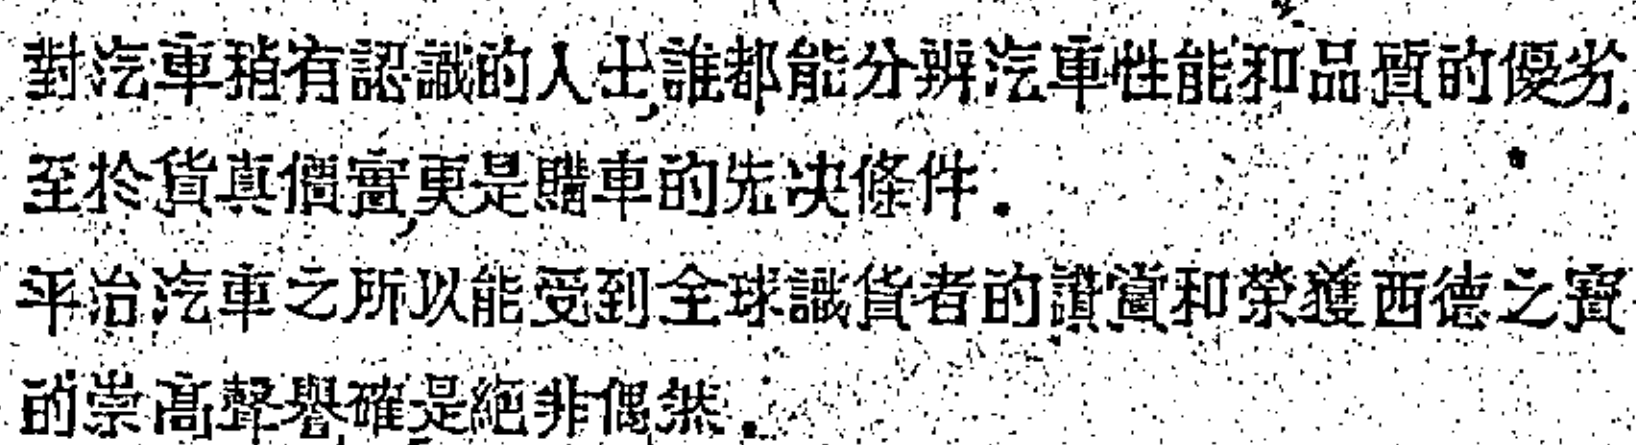 對汽車稍有認識的人士,誰都能分辨汽車性能和品質的優劣.
至於貨真價實,更是購車的先決條件.
平治汽車之所以能受到全球識貨者的讚賞和榮獲西德之寶
的崇高聲譽,確是絕非偶然.